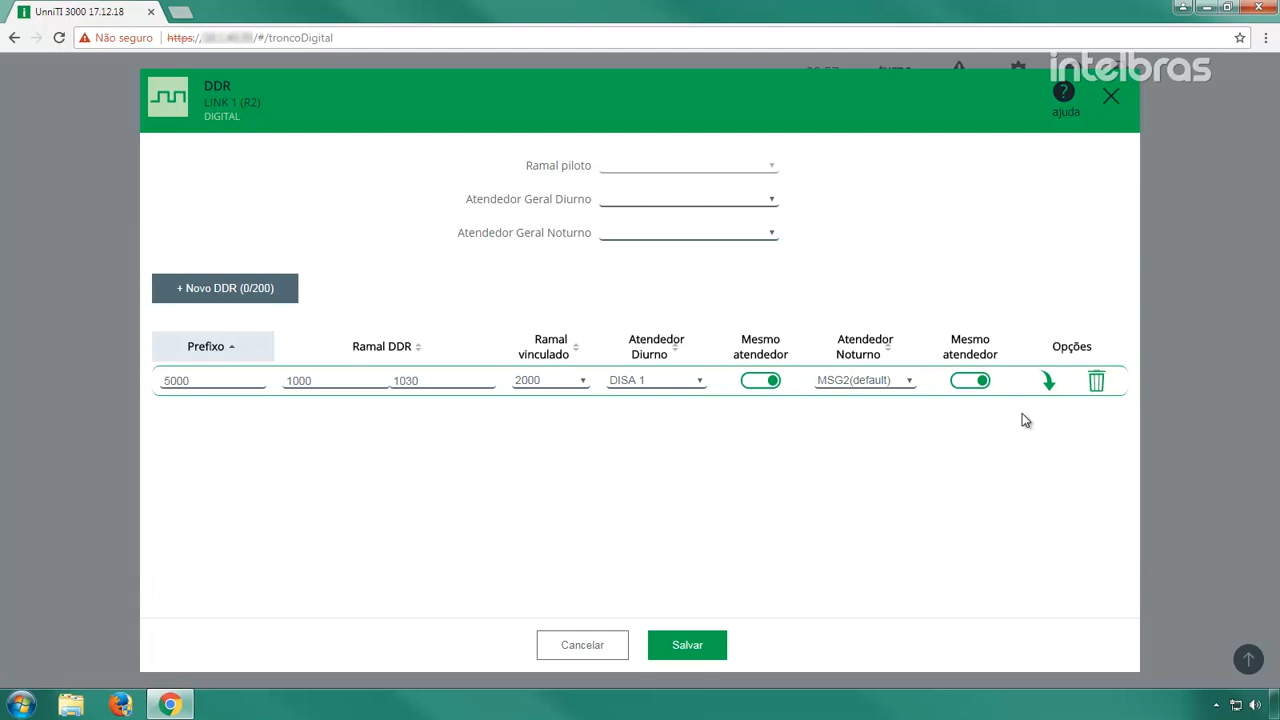 UnniTI 3000 17.12.18
Não seguro https:/ /#/troncoDigital
intelbras
DDR
LINK 1 (R2)
DIGITAL
? ajuda
Ramal piloto
Atendedor Geral Diurno
Atendedor Geral Noturno
+ Novo DDR (0/200)
Prefixo Ramal DDR Ramal vinculado Atendedor Diurno Mesmo atendedor Atendedor Noturno Mesmo atendedor Opções
5000 1000 1030 2000 DISA 1 MSG2(default)
Cancelar Salvar